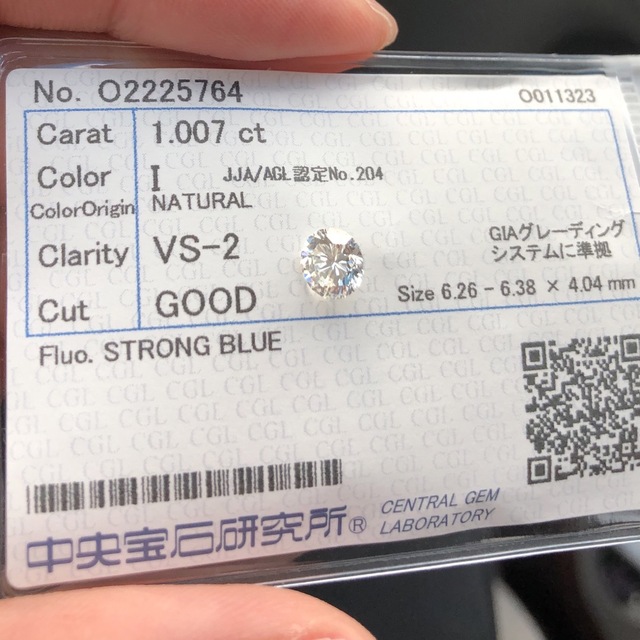 No. O2225764
O011323
Carat 1.007 ct
Color I JJA/AGL認定No.204
ColorOrigin NATURAL
Clarity VS-2
GIAグレーディング
システムに準拠
Cut GOOD
Size 6.26 - 6.38 × 4.04 mm
Fluo. STRONG BLUE
中央宝石研究所® CENTRAL GEM
LABORATORY